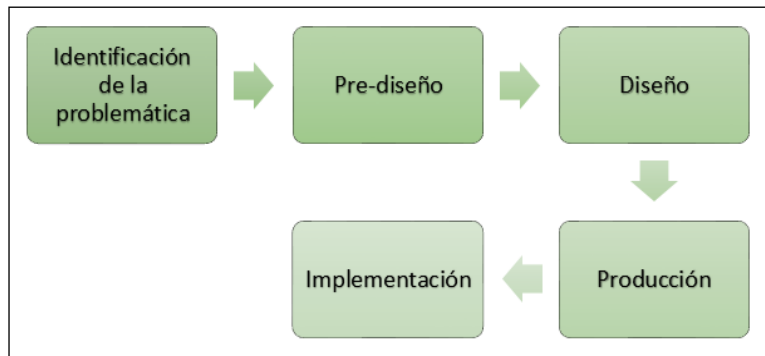 Identificación
de la
problemática
Pre-diseño
Diseño
Producción
Implementación